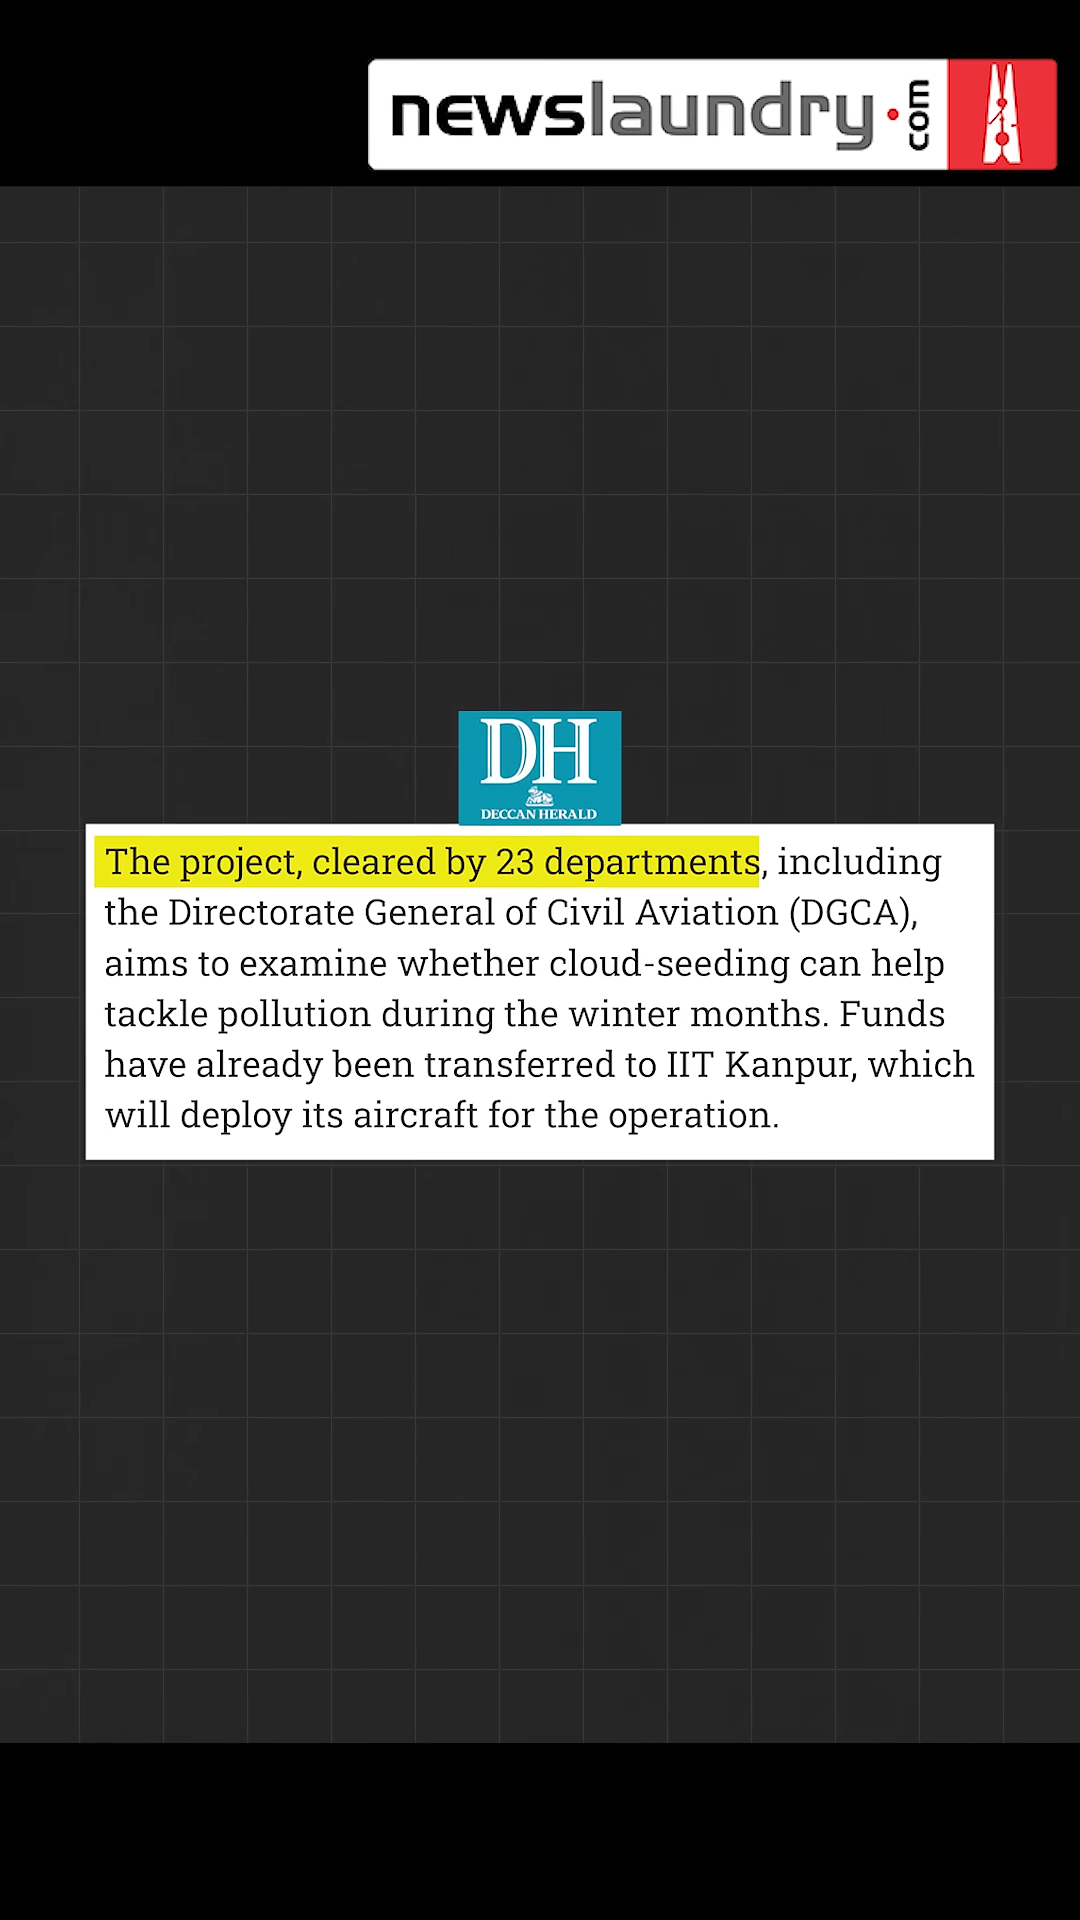 newslaundry.com
DH
DECCAN HERALD
The project, cleared by 23 departments, including
the Directorate General of Civil Aviation (DGCA),
aims to examine whether cloud-seeding can help
tackle pollution during the winter months. Funds
have already been transferred to IIT Kanpur, which
will deploy its aircraft for the operation.